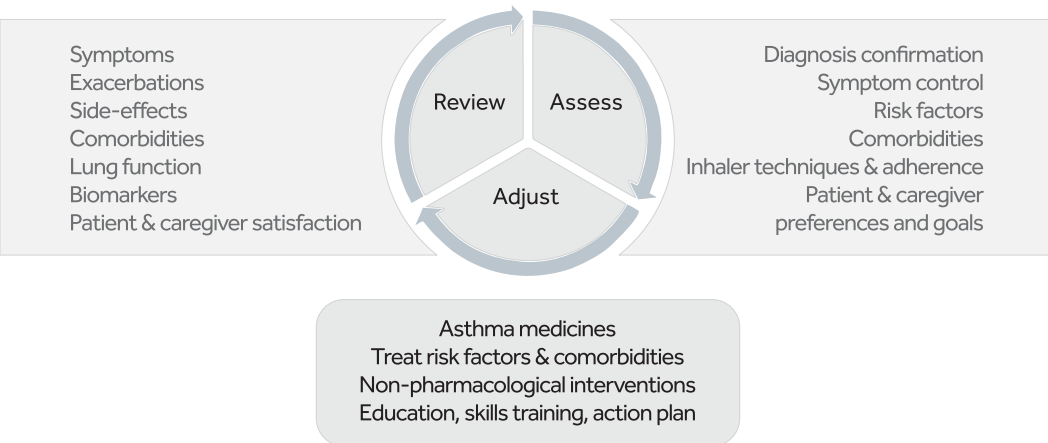 Symptoms
Exacerbations
Side-effects
Comorbidities
Lung function
Biomarkers
Patient & caregiver satisfaction
Review
Assess
Adjust
Diagnosis confirmation
Symptom control
Risk factors
Comorbidities
Inhaler techniques & adherence
Patient & caregiver
preferences and goals
Asthma medicines
Treat risk factors & comorbidities
Non-pharmacological interventions
Education, skills training, action plan